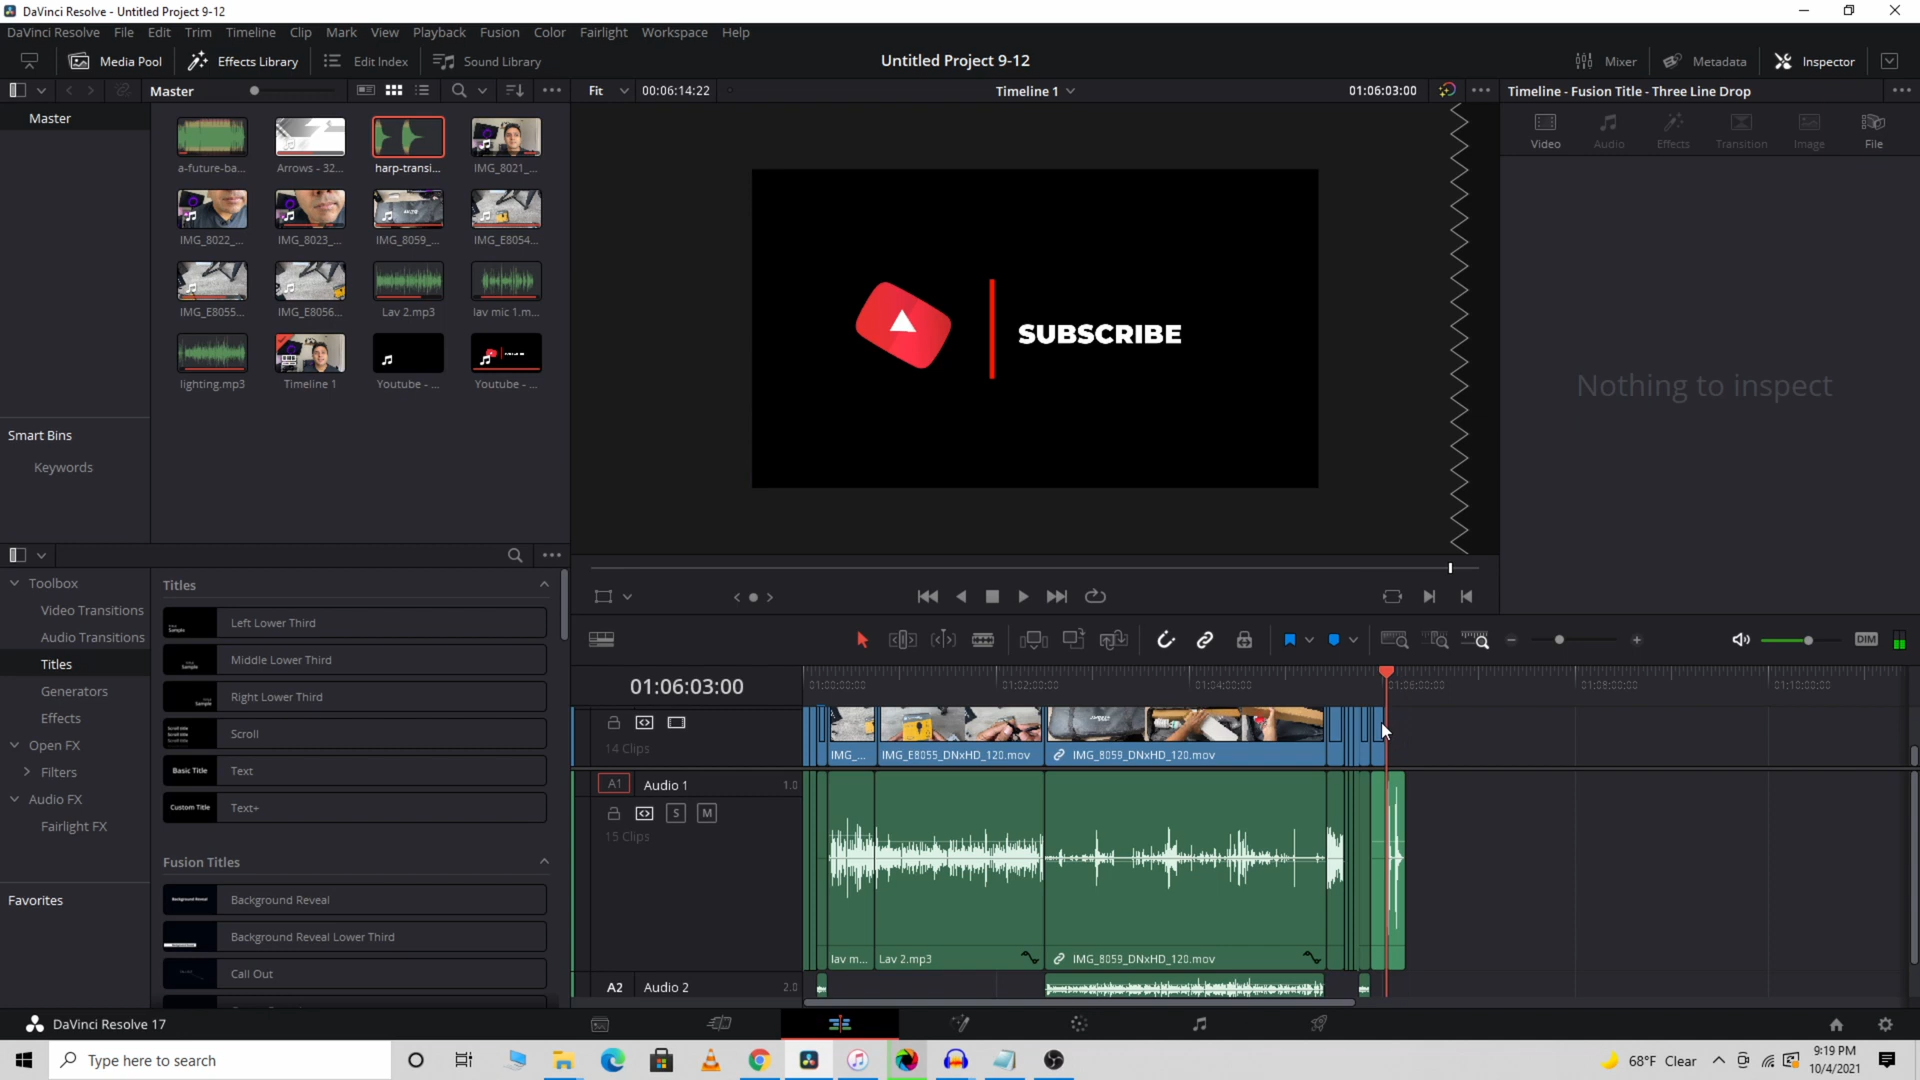 DaVinci Resolve - Untitled Project 9-12
DaVinci Resolve File Edit Trim Timeline Clip Mark View Playback Fusion Color Fairlight Workspace Help
Media Pool Effects Library Edit Index Sound Library Untitled Project 9-12 Mixer Metadata Inspector
Master Fit 00:06:14:22 Timeline 1 01:06:03:00 Timeline - Fusion Title - Three Line Drop
Master
Video Audio Effects Transition Image File
a-future-ba... Arrows - 32... harp-transi... IMG_8021_...
IMG_8022_... IMG_8023_... IMG_8059_... IMG_E8054...
IMG_E8055... IMG_E8056... Lav 2.mp3 lav mic 1.m...
lighting.mp3 Timeline 1 Youtube - ... Youtube - ...
SUBSCRIBE
Nothing to inspect
Smart Bins
Keywords
Toolbox
Video Transitions
Audio Transitions
Titles
Generators
Effects
Open FX
Filters
Audio FX
Fairlight FX
Favorites
Titles
Left Lower Third
Middle Lower Third
Right Lower Third
Scroll
Basic Title Text
Custom Title Text+
Fusion Titles
Background Reveal
Background Reveal Lower Third
Call Out
DIM
01:06:03:00 01:00:00:00 01:02:00:00 01:04:00:00 01:06:00:00 01:08:00:00 01:10:00:00
14 Clips IMG_... IMG_E8055_DNxHD_120.mov IMG_8059_DNxHD_120.mov
A1 Audio 1 1.0
S M
15 Clips
lav m... Lav 2.mp3 IMG_8059_DNxHD_120.mov
A2 Audio 2 2.0
DaVinci Resolve 17
Type here to search
68°F Clear
9:19 PM
10/4/2021